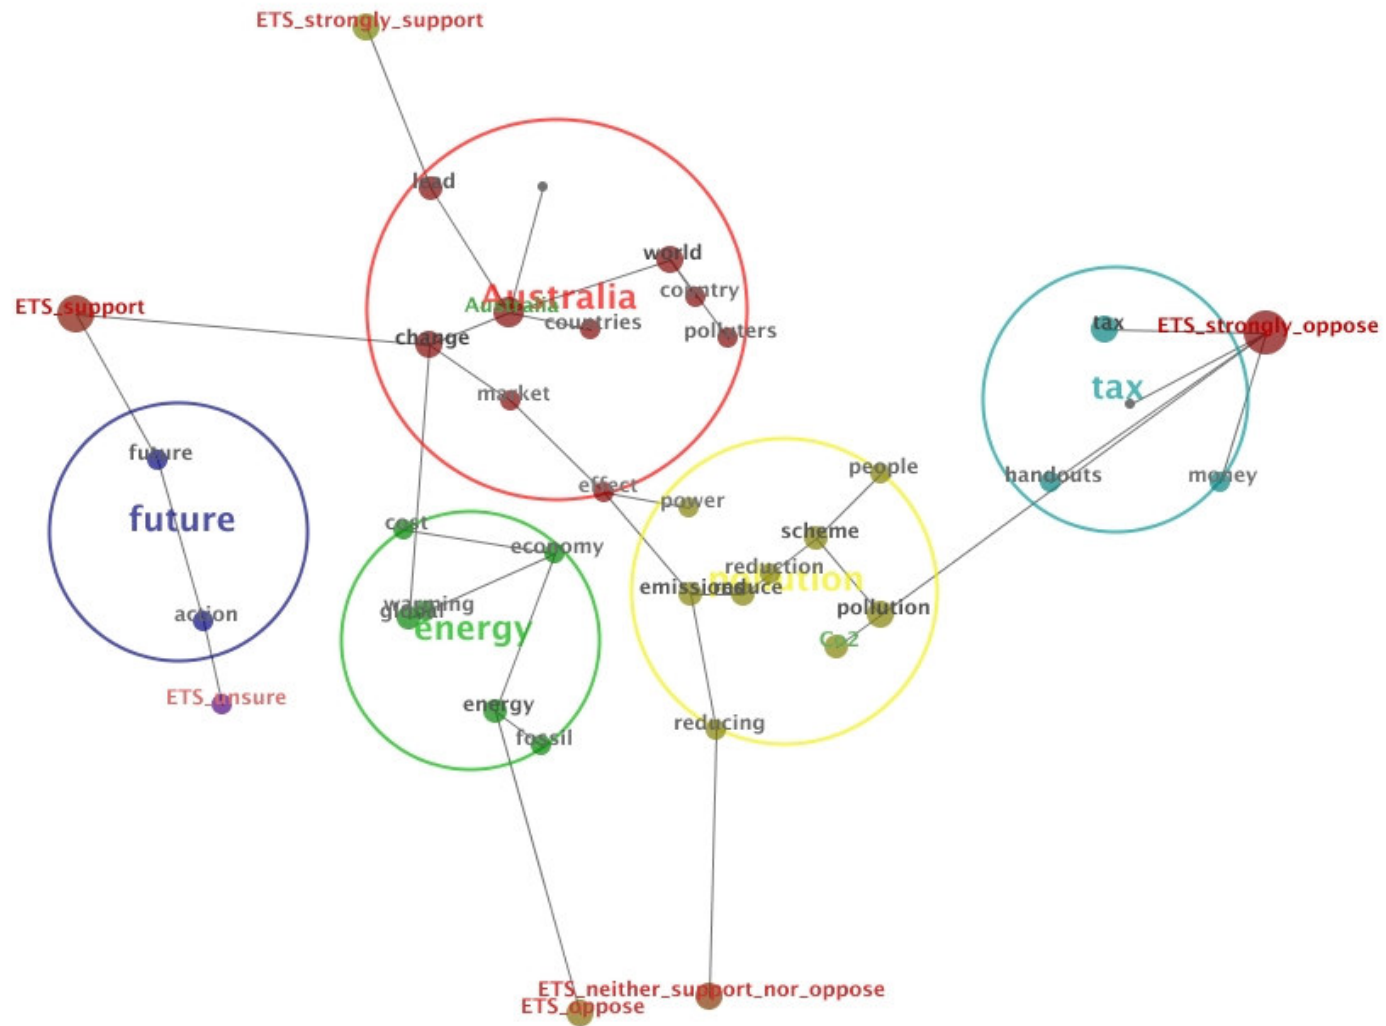 ETS_strongly_support
lead
world
country
Australia
Australia
countries
polluters
ETS_support
change
market
tax
ETS_strongly_oppose
tax
handouts
money
future
future
action
ETS_unsure
effect
power
people
cost
economy
scheme
reduction
pollution
emissions
reduce
pollution
Co2
warming
global
energy
energy
fossil
reducing
ETS_neither_support_nor_oppose
ETS_oppose